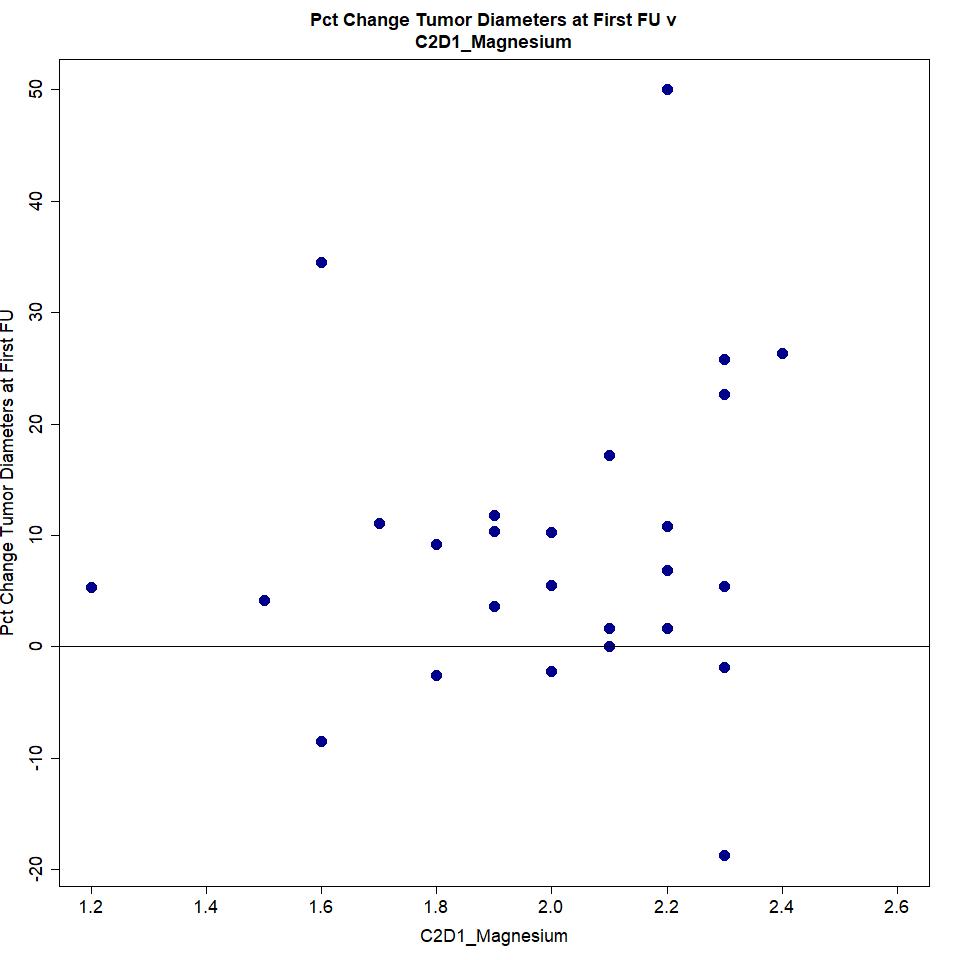 Pct Change Tumor Diameters at First FU v
C2D1_Magnesium
Pct Change Tumor Diameters at First FU
50
40
30
20
10
0
-10
-20
1.2 1.4 1.6 1.8 2.0 2.2 2.4 2.6
C2D1_Magnesium